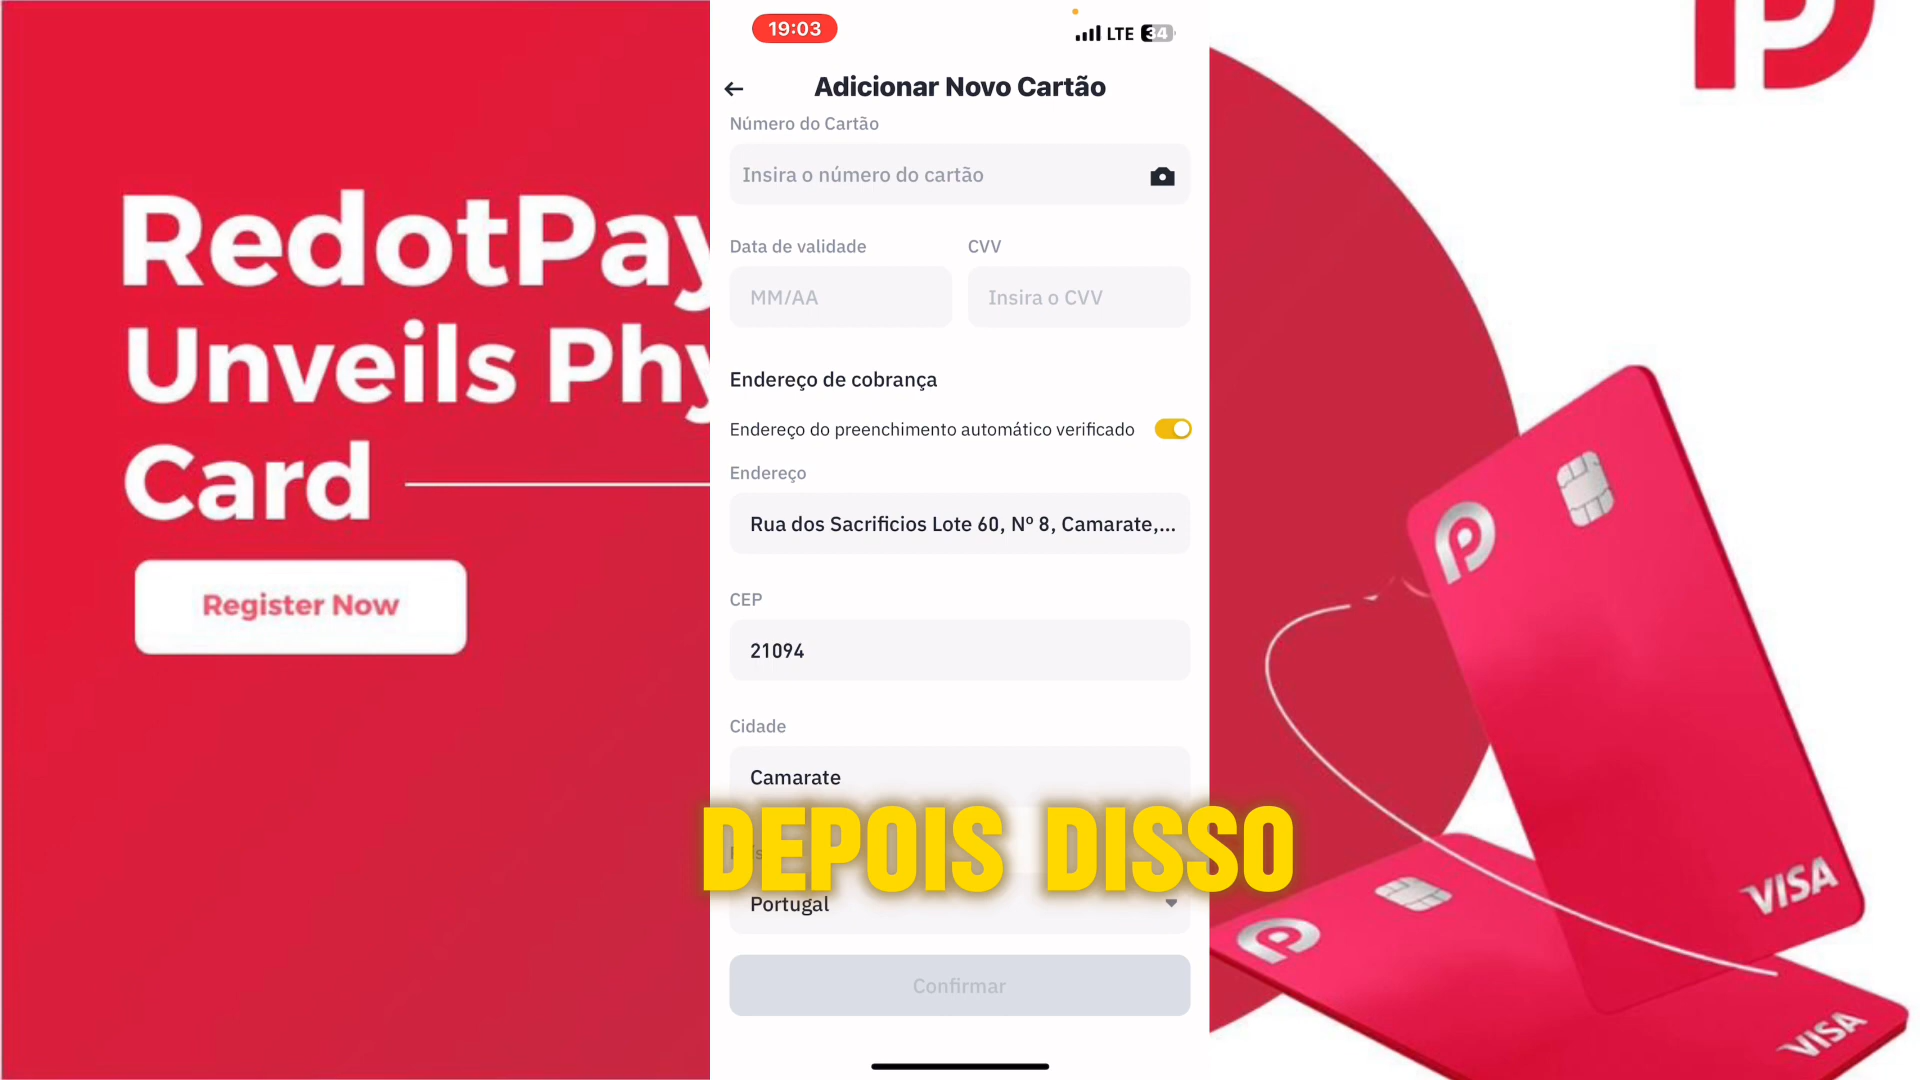 RedotPay
Unveils Phy
Card
Register Now
19:03
LTE 34
Adicionar Novo Cartão
Número do Cartão
Insira o número do cartão
Data de validade
CVV
MM/AA
Insira o CVV
Endereço de cobrança
Endereço do preenchimento automático verificado
Endereço
Rua dos Sacrificios Lote 60, Nº 8, Camarate,...
CEP
21094
Cidade
Camarate
DEPOIS DISSO
Portugal
Confirmar
VISA
VISA